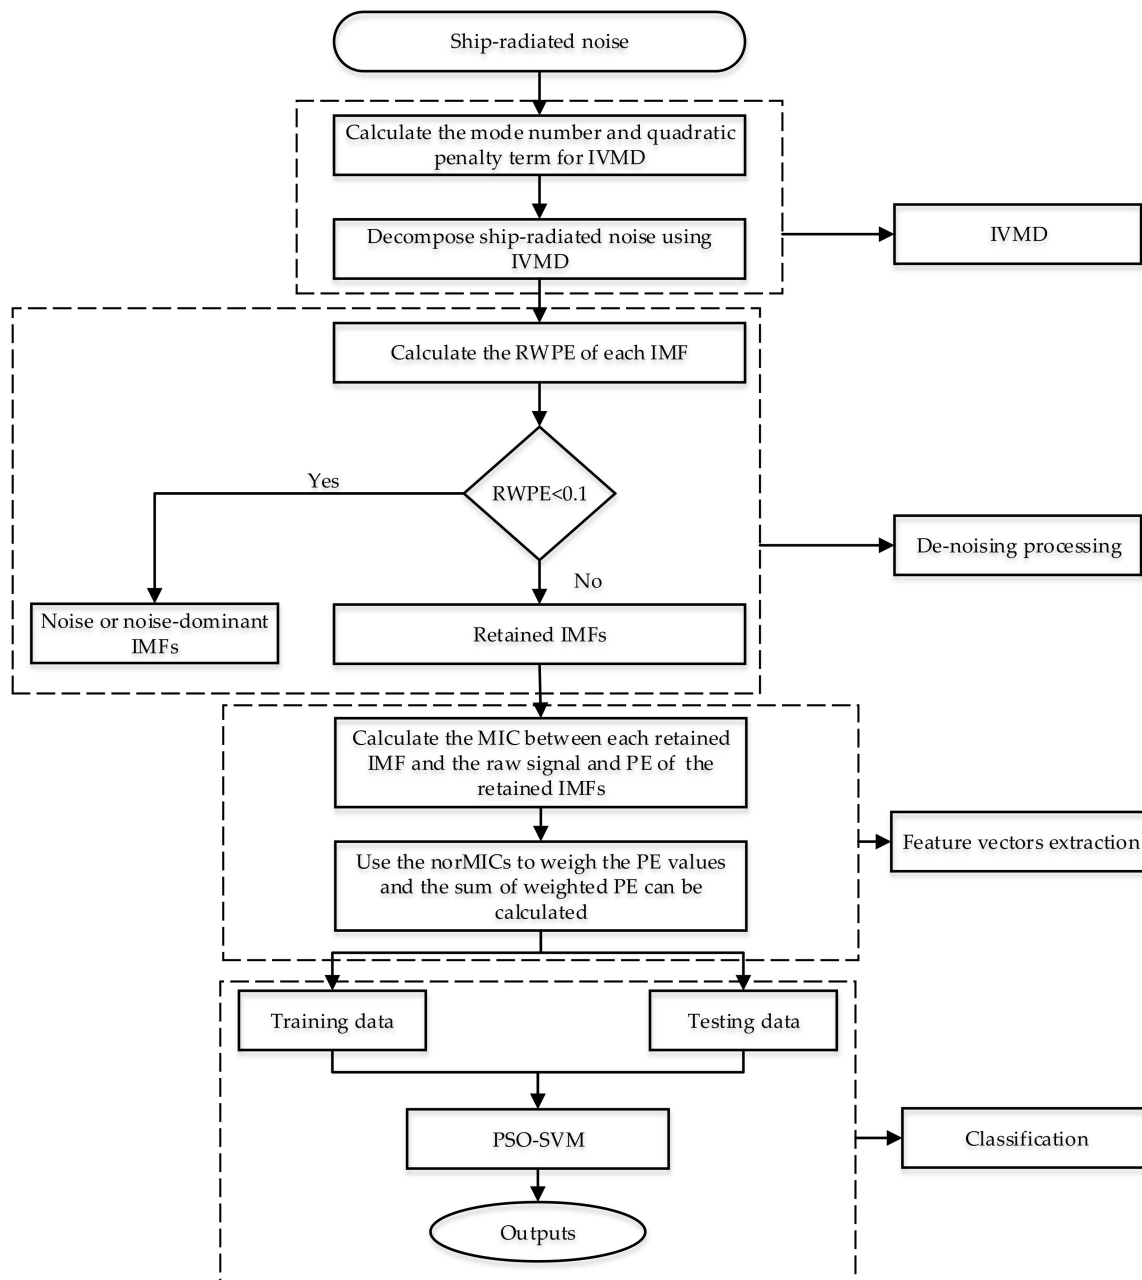 Ship-radiated noise
Calculate the mode number and quadratic
penalty term for IVMD
Decompose ship-radiated noise using
IVMD
IVMD
Calculate the RWPE of each IMF
Yes
RWPE<0.1
De-noising processing
No
Noise or noise-dominant
IMFs
Retained IMFs
Calculate the MIC between each retained
IMF and the raw signal and PE of the
retained IMFs
Feature vectors extraction
Use the norMICs to weigh the PE values
and the sum of weighted PE can be
calculated
Training data
Testing data
PSO-SVM
Classification
Outputs